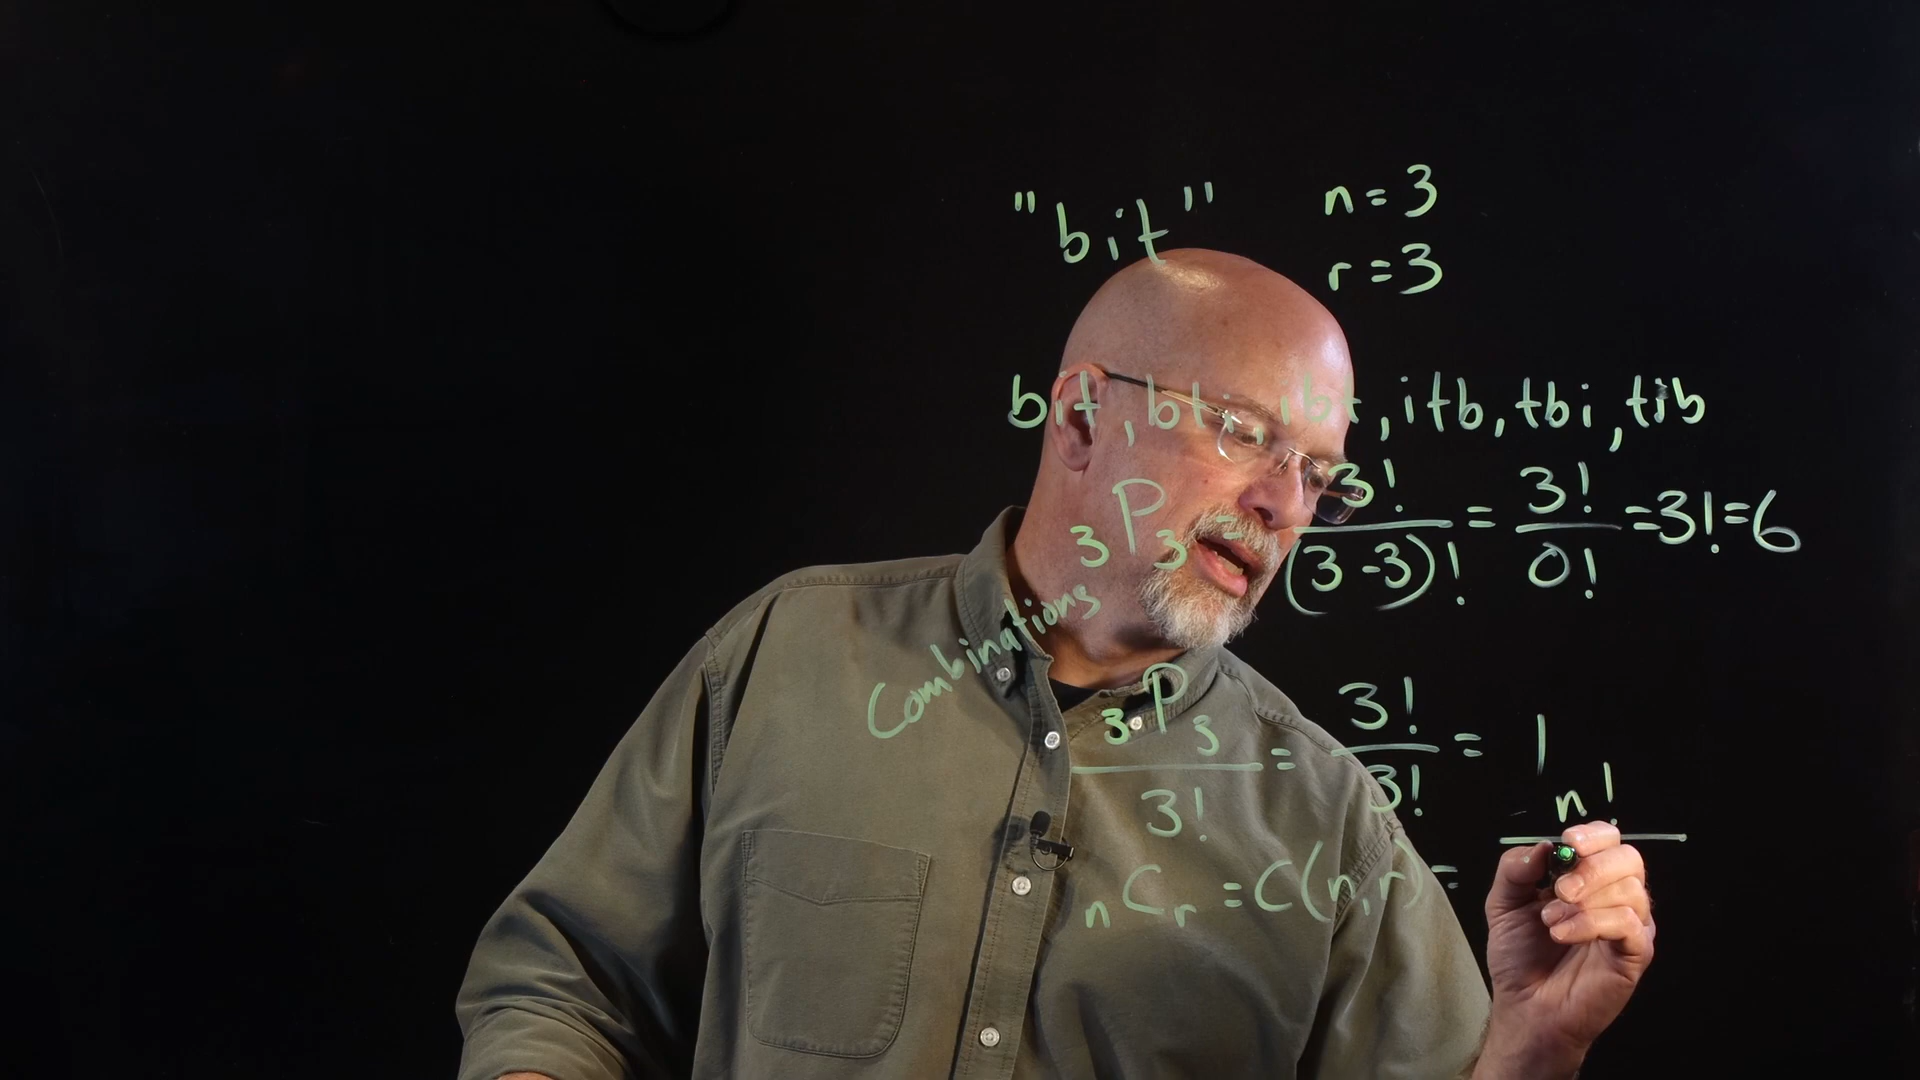 "bit" n = 3
r = 3
bit, bti, ibt, itb, tbi, tib
3P3 = 3!/(3-3)! = 3!/0! = 3! = 6
Combinations
3P3/3! = 3!/3! = 1
nCr = C(n,r) = n!/